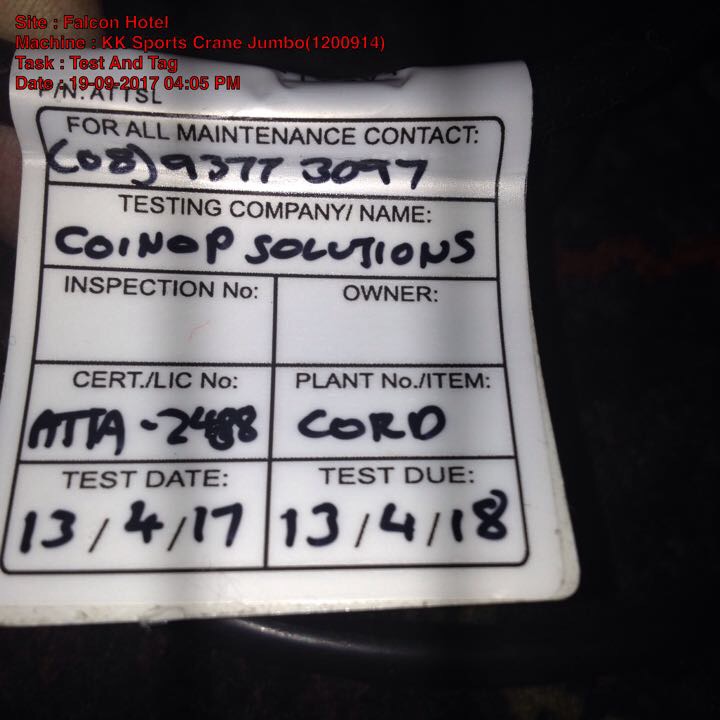 Site : Falcon Hotel
Machine : KK Sports Crane Jumbo(1200914)
Task : Test And Tag
Date : 19-09-2017 04:05 PM
P/N: ATTSL
FOR ALL MAINTENANCE CONTACT:
(08) 9377 3097
TESTING COMPANY/ NAME:
COINOP SOLUTIONS
INSPECTION No: OWNER:
CERT./LIC No: PLANT No./ITEM:
ATTA-2488 CORD
TEST DATE: TEST DUE:
13/4/17 13/4/18